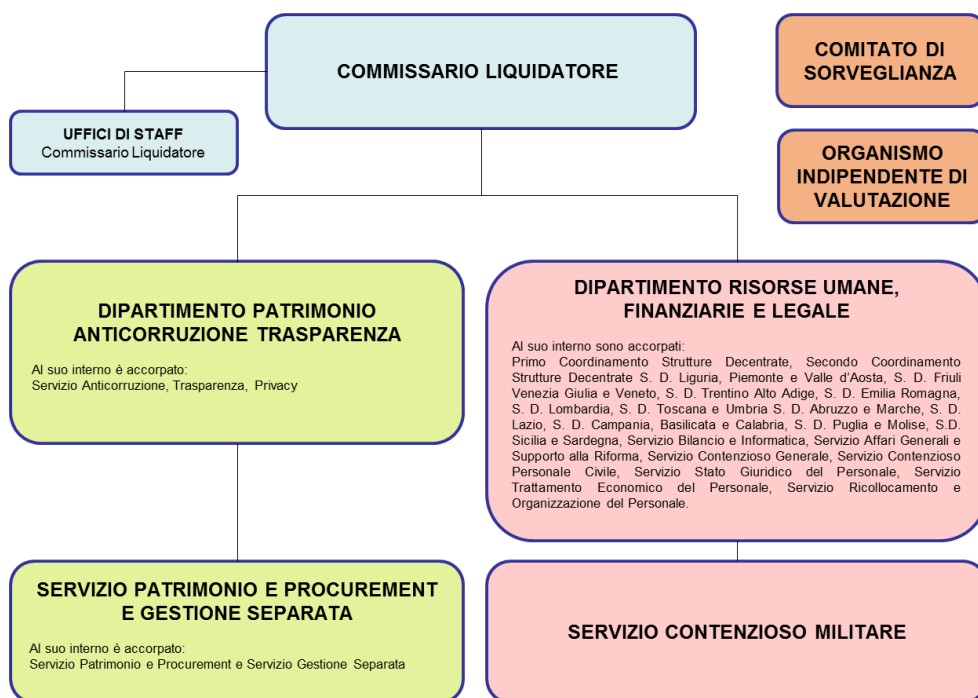 COMMISSARIO LIQUIDATORE
COMITATO DI
SORVEGLIANZA
UFFICI DI STAFF
Commissario Liquidatore
ORGANISMO
INDIPENDENTE DI
VALUTAZIONE
DIPARTIMENTO PATRIMONIO
ANTICORRUZIONE TRASPARENZA
Al suo interno è accorpato:
Servizio Anticorruzione, Trasparenza, Privacy
DIPARTIMENTO RISORSE UMANE,
FINANZIARIE E LEGALE
Al suo interno sono accorpati:
Primo Coordinamento Strutture Decentrate, Secondo Coordinamento
Strutture Decentrate S. D. Liguria, Piemonte e Valle d'Aosta, S. D. Friuli
Venezia Giulia e Veneto, S. D. Trentino Alto Adige, S. D. Emilia Romagna,
S. D. Lombardia, S. D. Toscana e Umbria S. D. Abruzzo e Marche, S. D.
Lazio, S. D. Campania, Basilicata e Calabria, S. D. Puglia e Molise, S.D.
Sicilia e Sardegna, Servizio Bilancio e Informatica, Servizio Affari Generali e
Supporto alla Riforma, Servizio Contenzioso Generale, Servizio Contenzioso
Personale Civile, Servizio Stato Giuridico del Personale, Servizio
Trattamento Economico del Personale, Servizio Ricollocamento e
Organizzazione del Personale.
SERVIZIO PATRIMONIO E PROCUREMENT
E GESTIONE SEPARATA
Al suo interno è accorpato:
Servizio Patrimonio e Procurement e Servizio Gestione Separata
SERVIZIO CONTENZIOSO MILITARE